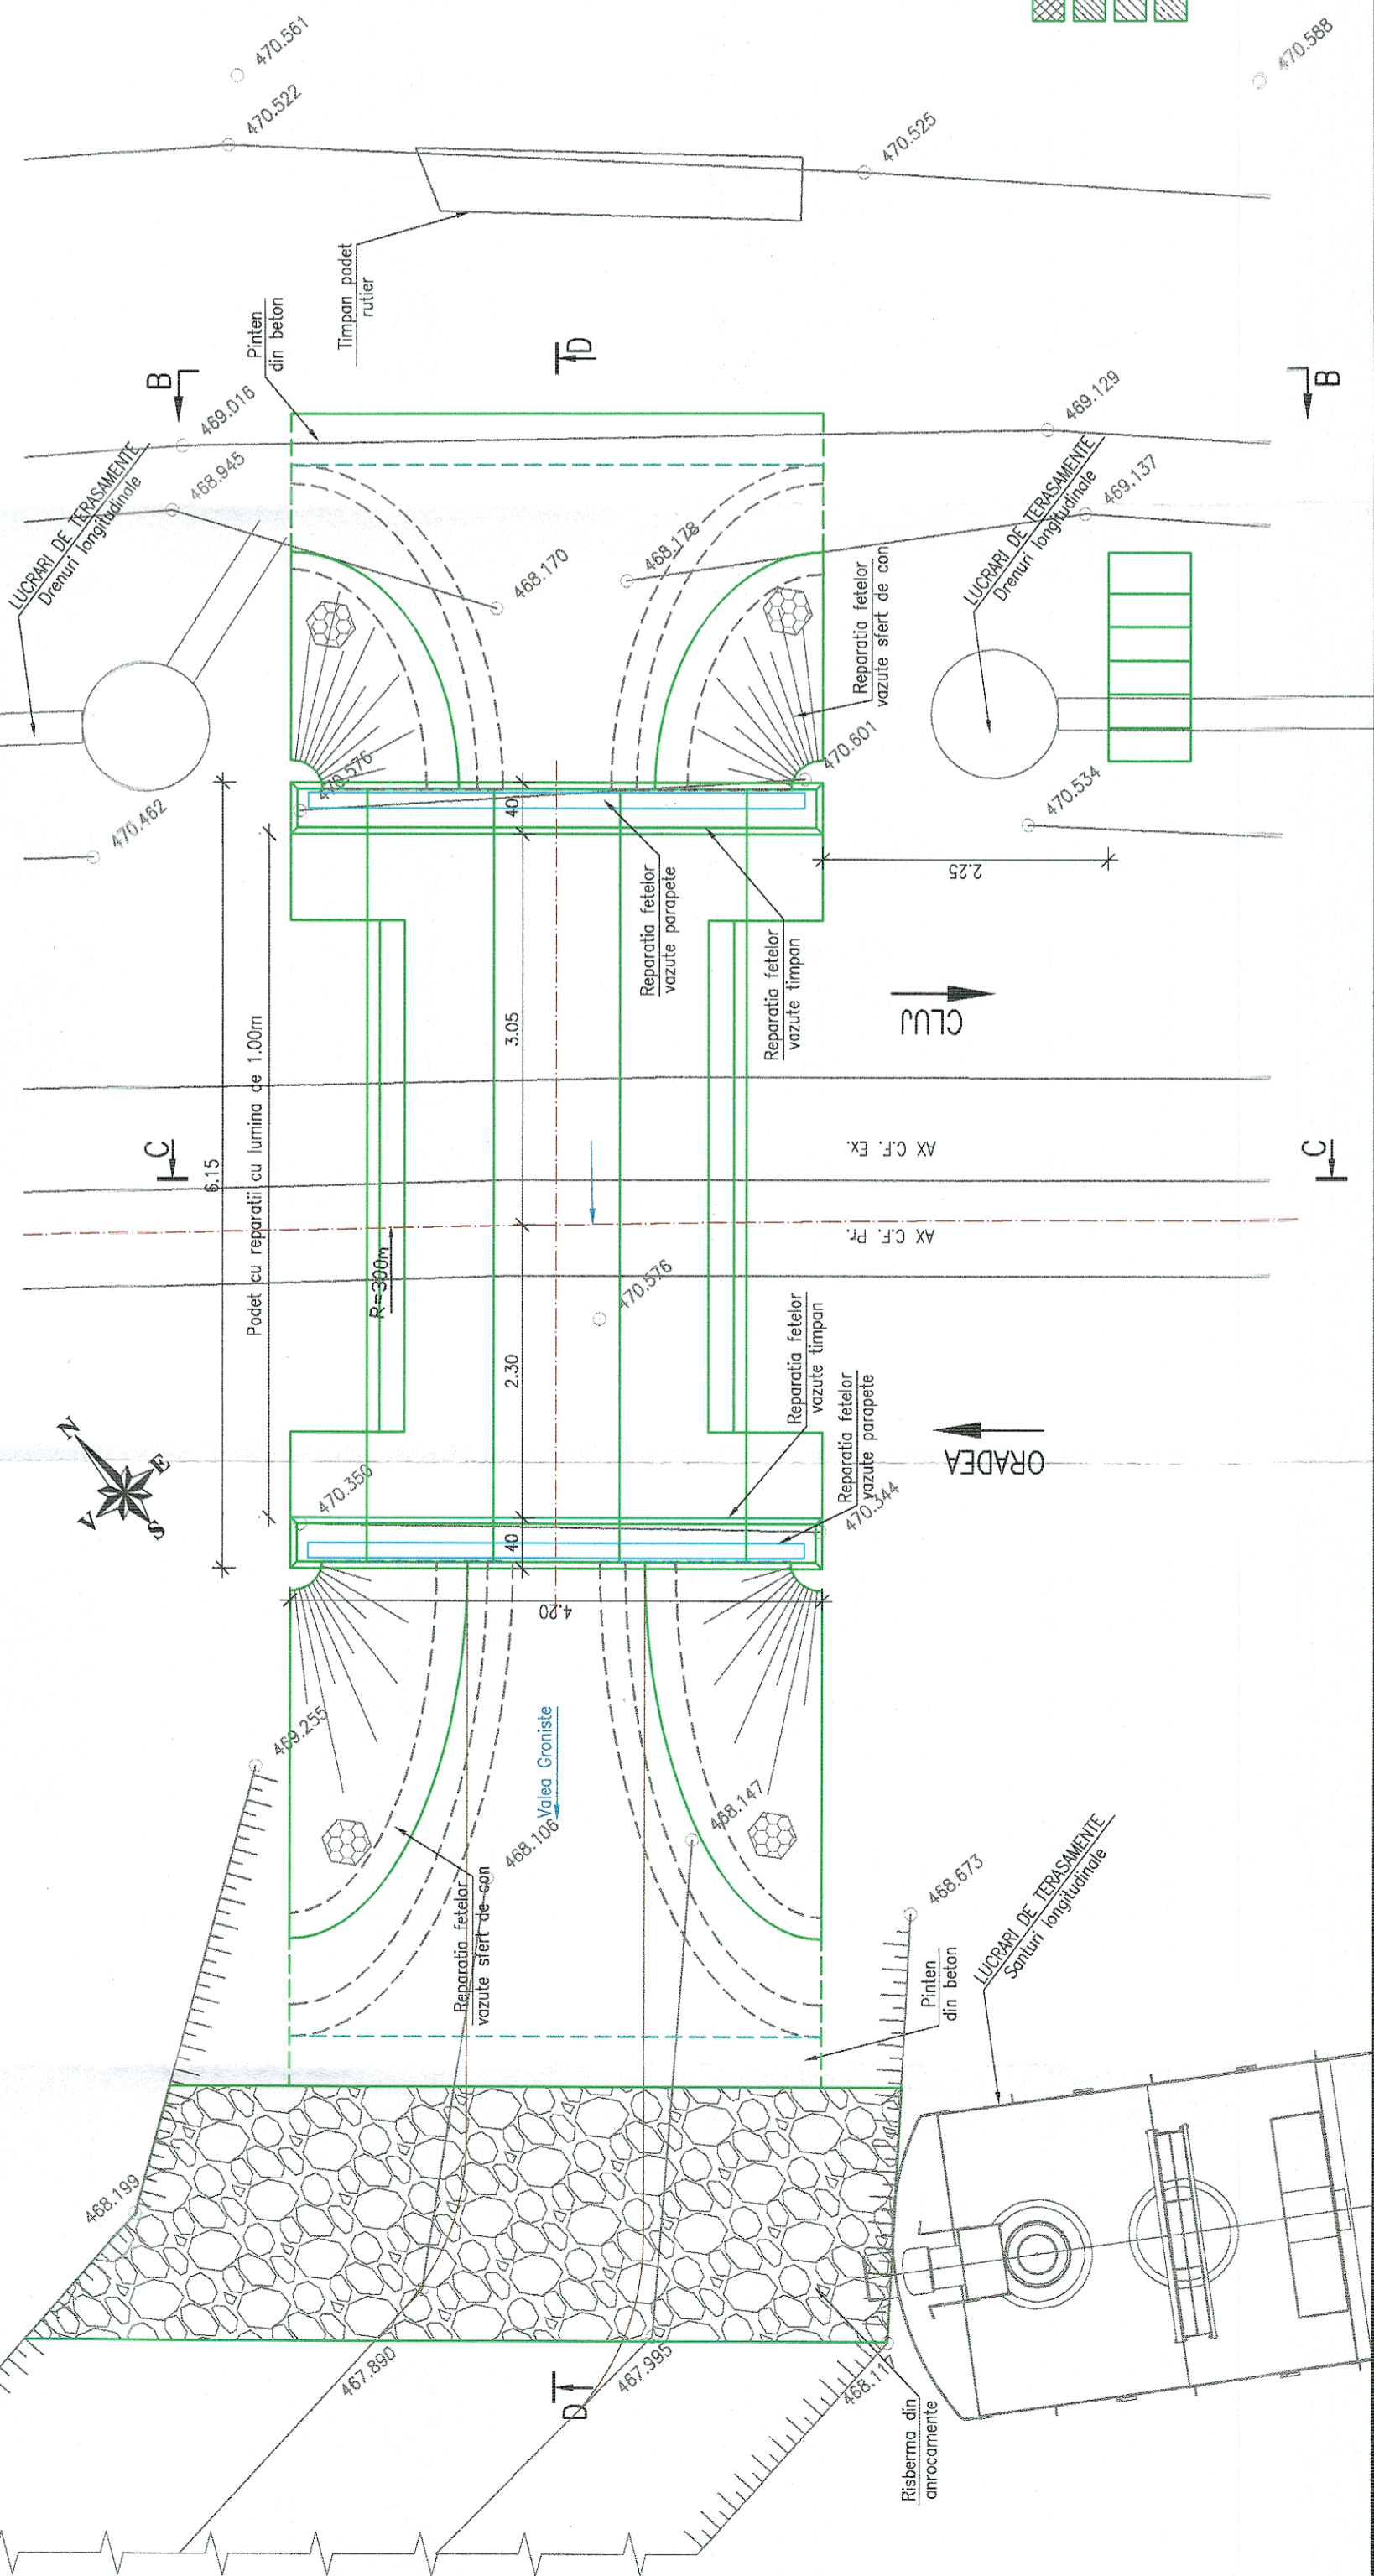 470.561
470.522
470.588
470.525
Timpan podet
rutier
Pinten
din beton
D
B
469.016
B
469.129
LUCRARI DE TERASAMENTE
Drenuri longitudinale
468.945
LUCRARI DE TERASAMENTE
Drenuri longitudinale
469.137
468.170
468.178
Reparatia fetelor
vazute sfert de con
470.576
470.601
470.462
40
470.534
2.25
Reparatia fetelor
vazute parapete
Reparatia fetelor
vazute timpan
CLUJ
3.05
Podet cu reparatii cu lumina de 1.00m
6.15
C
C
AX C.F. Ex.
AX C.F. Pr.
R=300m
470.576
2.30
Reparatia fetelor
vazute timpan
Reparatia fetelor
vazute parapete
ORADEA
N
E
S
V
470.350
470.344
40
4.20
469.255
Valea Groniste
468.106
468.147
468.673
Reparatia fetelor
vazute sfert de con
Pinten
din beton
LUCRARI DE TERASAMENTE
Santuri longitudinale
468.199
467.890
467.995
468.117
D
Risberma din
anrocamente